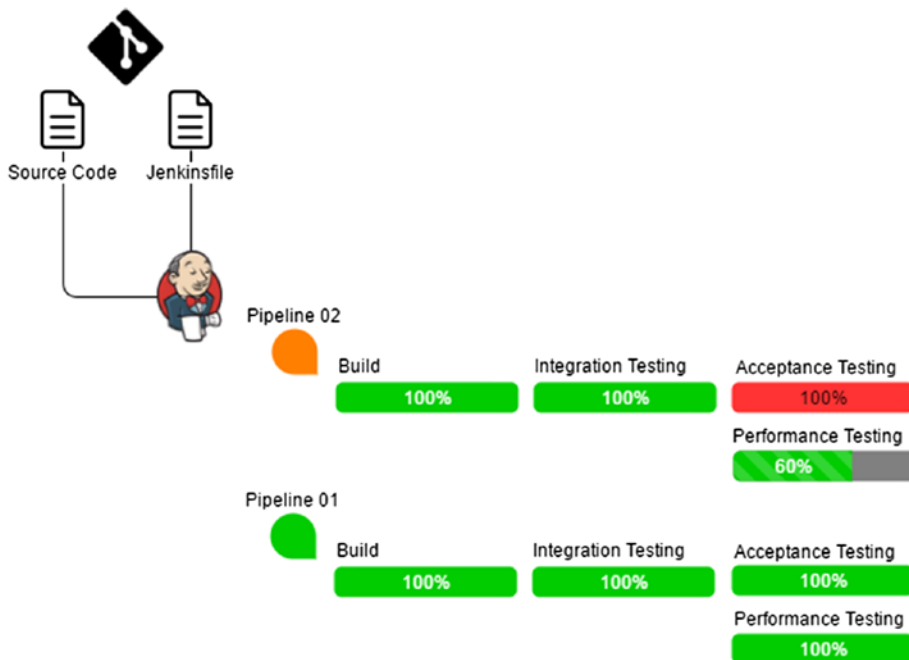 Source Code
Jenkinsfile
Pipeline 02
Build
Integration Testing
Acceptance Testing
100%
100%
100%
Performance Testing
60%
Pipeline 01
Build
Integration Testing
Acceptance Testing
100%
100%
100%
Performance Testing
100%